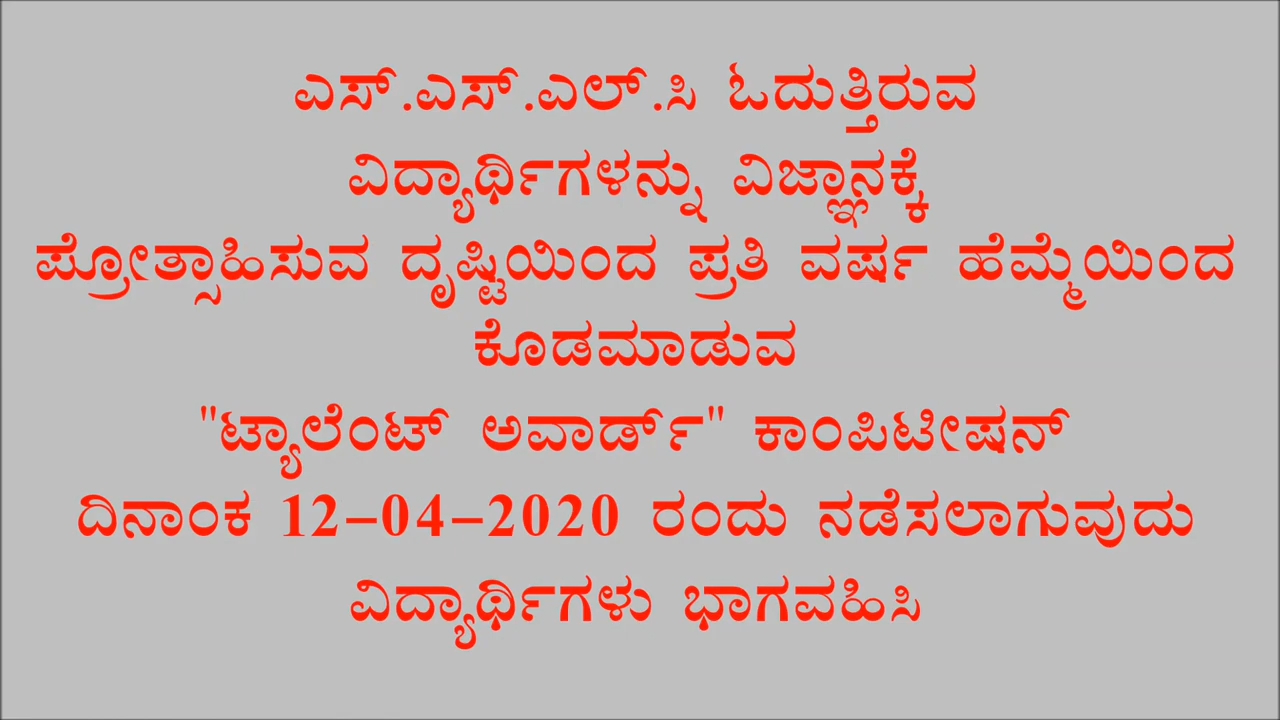 ಎಸ್.ಎಸ್.ಎಲ್.ಸಿ ಓದುತ್ತಿರುವ
ವಿದ್ಯಾರ್ಥಿಗಳನ್ನು ವಿಜ್ಞಾನಕ್ಕೆ
ಪ್ರೋತ್ಸಾಹಿಸುವ ದೃಷ್ಟಿಯಿಂದ ಪ್ರತಿ ವರ್ಷ ಹೆಮ್ಮೆಯಿಂದ
ಕೊಡಮಾಡುವ
"ಟ್ಯಾಲೆಂಟ್ ಅವಾರ್ಡ್" ಕಾಂಪಿಟೀಷನ್
ದಿನಾಂಕ 12-04-2020 ರಂದು ನಡೆಸಲಾಗುವುದು
ವಿದ್ಯಾರ್ಥಿಗಳು ಭಾಗವಹಿಸಿ